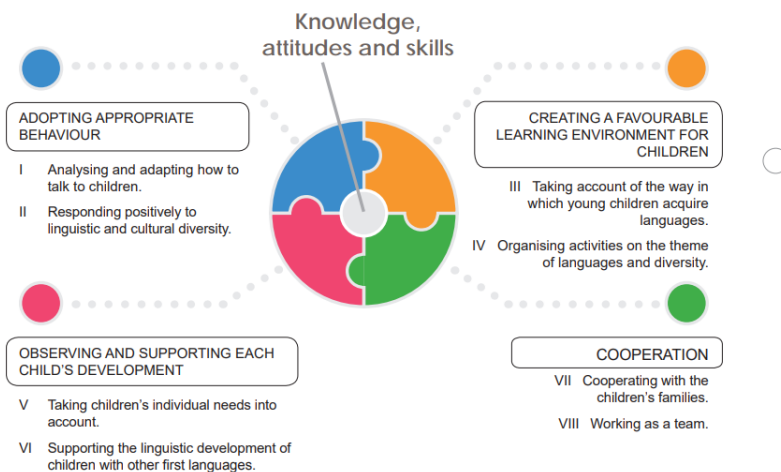 Knowledge,
attitudes and skills
ADOPTING APPROPRIATE
BEHAVIOUR
I Analysing and adapting how to
talk to children.
II Responding positively to
linguistic and cultural diversity.
CREATING A FAVOURABLE
LEARNING ENVIRONMENT FOR
CHILDREN
III Taking account of the way in
which young children acquire
languages.
IV Organising activities on the theme
of languages and diversity.
OBSERVING AND SUPPORTING EACH
CHILD'S DEVELOPMENT
V Taking children's individual needs into
account.
VI Supporting the linguistic development of
children with other first languages.
COOPERATION
VII Cooperating with the
children's families.
VIII Working as a team.